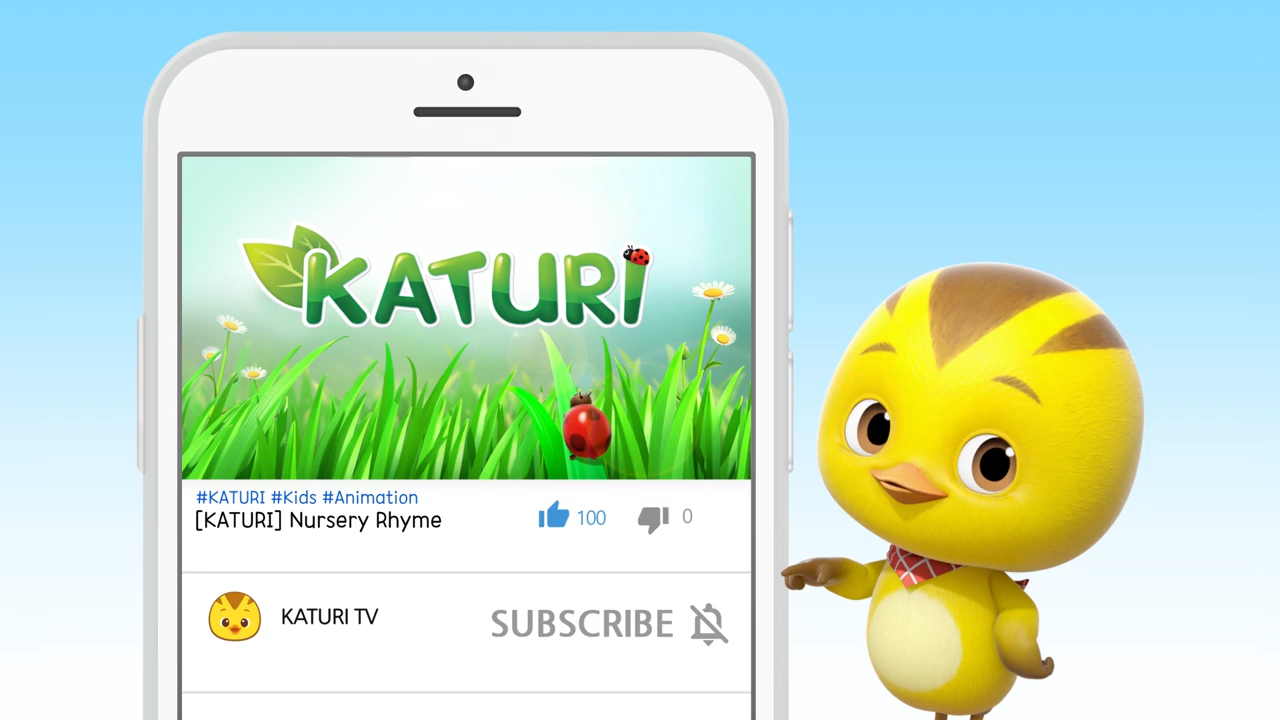 KATURI
#KATURI #Kids #Animation
[KATURI] Nursery Rhyme
100
0
KATURI TV
SUBSCRIBE